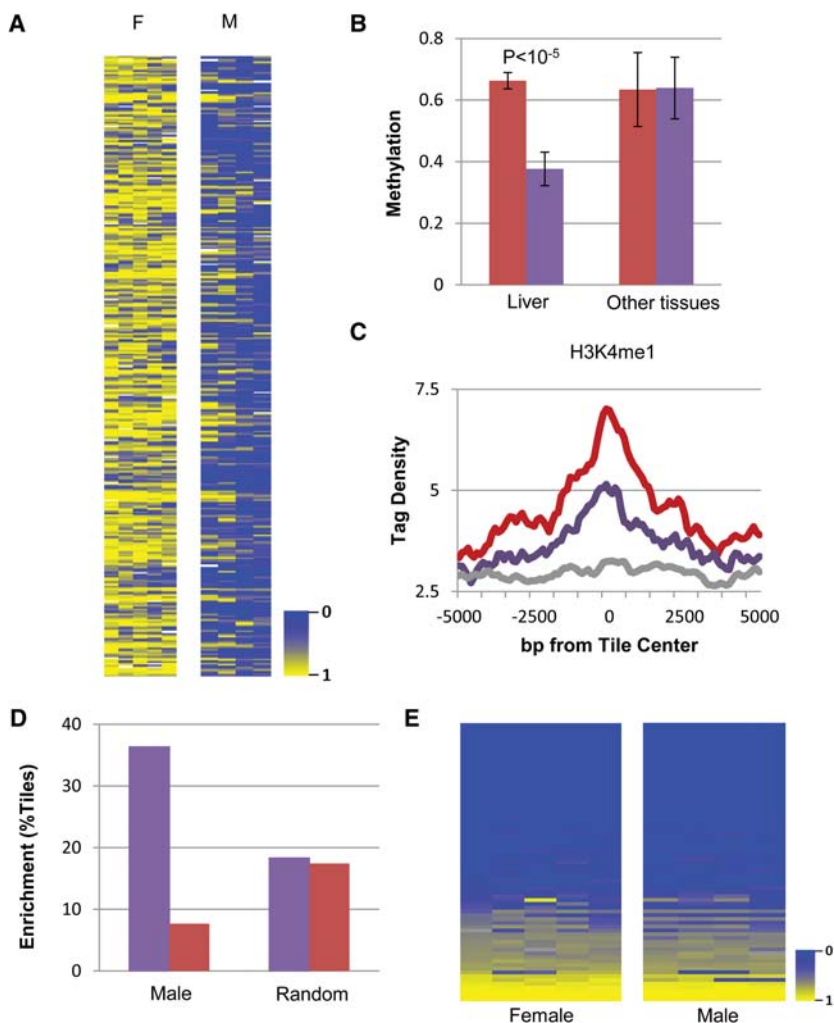 A
F M
B
P<10⁻⁵
0.8
0.6
0.4
0.2
0
Methylation
Liver Other tissues
C
H3K4me1
7.5
5
2.5
Tag Density
-5000 -2500 0 2500 5000
bp from Tile Center
0
1
D
40
30
20
10
0
Enrichment (%Tiles)
Male Random
E
Female Male
0
1